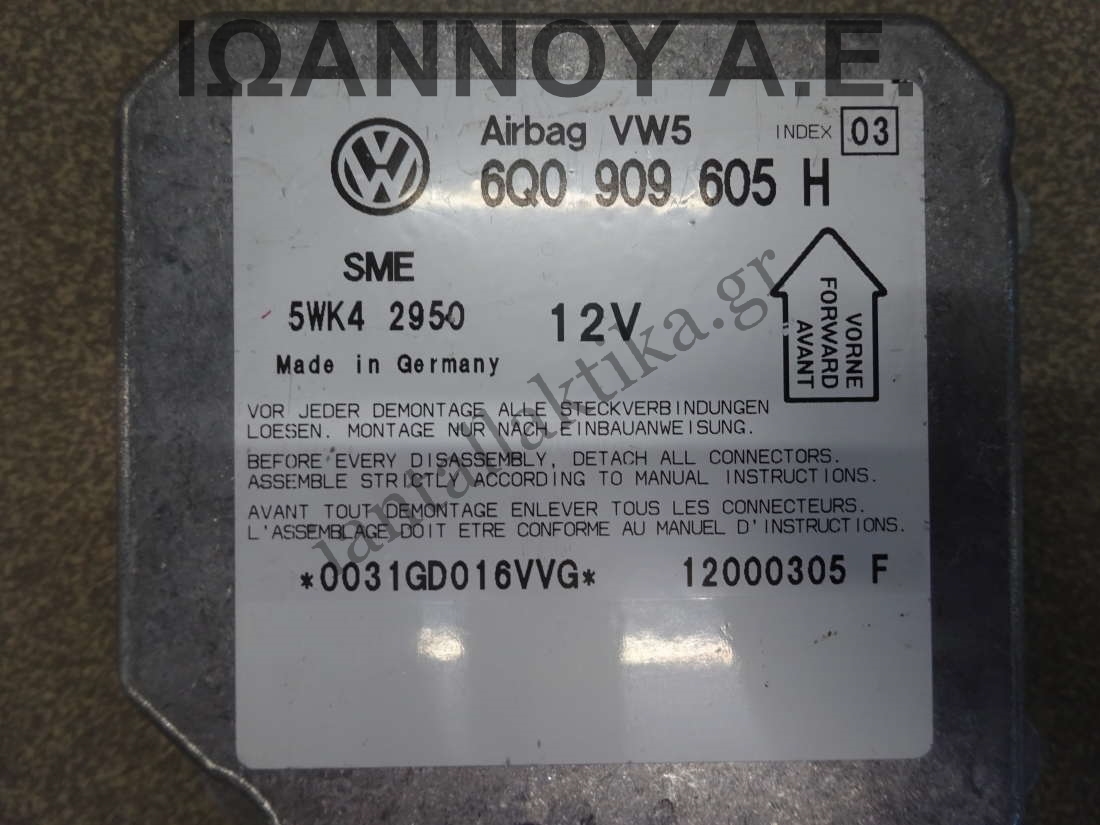 ΙΩΑΝΝΟΥ Α.Ε.
Airbag VW5 INDEX 03
6Q0 909 605 H
SME
5WK4 2950 12V
Made in Germany
VORNE
FORWARD
AVANT
VOR JEDER DEMONTAGE ALLE STECKVERBINDUNGEN
LOESEN. MONTAGE NUR NACH EINBAUANWEISUNG.
BEFORE EVERY DISASSEMBLY, DETACH ALL CONNECTORS.
ASSEMBLE STRICTLY ACCORDING TO MANUAL INSTRUCTIONS.
AVANT TOUT DEMONTAGE ENLEVER TOUS LES CONNECTEURS.
L'ASSEMBLAGE DOIT ETRE CONFORME AU MANUEL D'INSTRUCTIONS.
*0031GD016VVG* 12000305 F
iantallaktika.gr